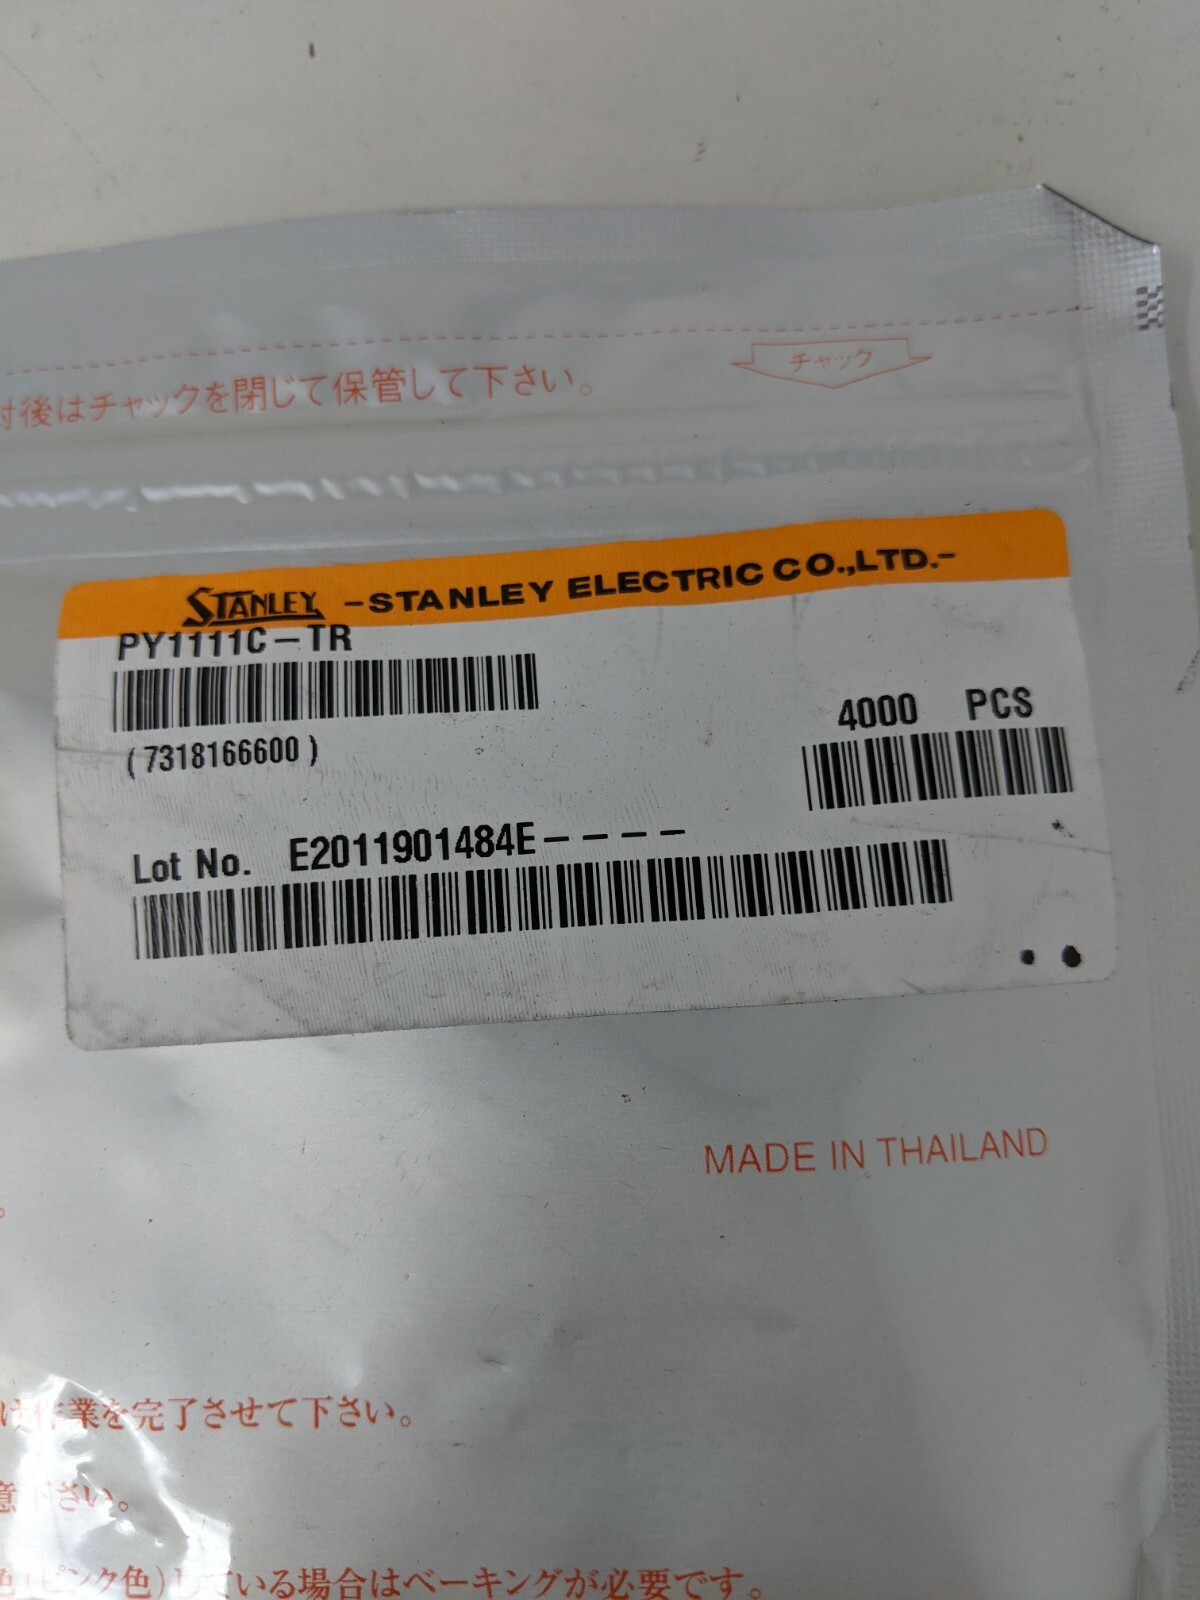 後はチャックを閉じて保管して下さい。
チャック
STANLEY -STANLEY ELECTRIC CO.,LTD.-
PY1111C-TR
4000 PCS
(7318166600)
Lot No. E2011901484E----
MADE IN THAILAND
作業を完了させて下さい。
意下さい。
色(ピンク色)している場合はベーキングが必要です。